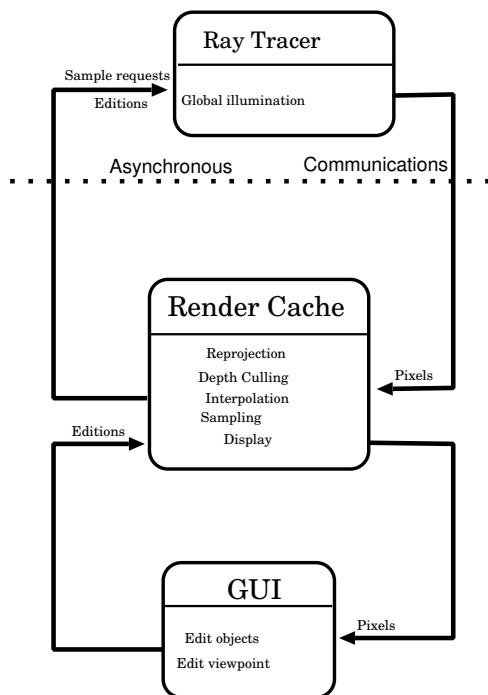 Ray Tracer
Sample requests
Editions
Global illumination
Asynchronous Communications
Render Cache
Reprojection
Depth Culling
Interpolation
Sampling
Display
Pixels
Editions
GUI
Edit objects
Edit viewpoint
Pixels